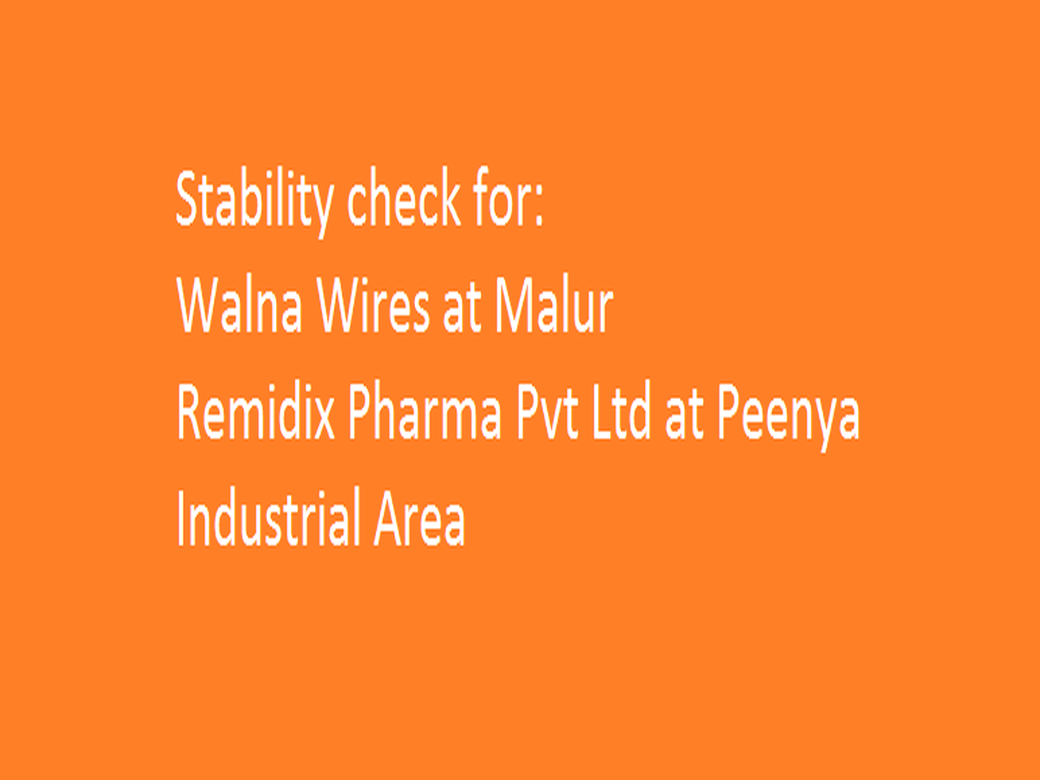 Stability check for:
Walna Wires at Malur
Remidix Pharma Pvt Ltd at Peenya
Industrial Area